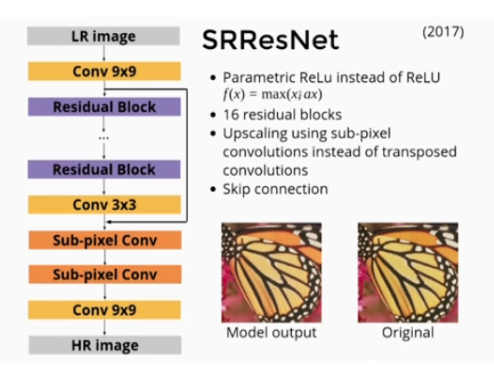 LR image
Conv 9x9
Residual Block
...
Residual Block
Conv 3x3
Sub-pixel Conv
Sub-pixel Conv
Conv 9x9
HR image
SRResNet
(2017)
• Parametric ReLu instead of ReLU
f(x) = max(x, ax)
• 16 residual blocks
• Upscaling using sub-pixel
convolutions instead of transposed
convolutions
• Skip connection
Model output
Original